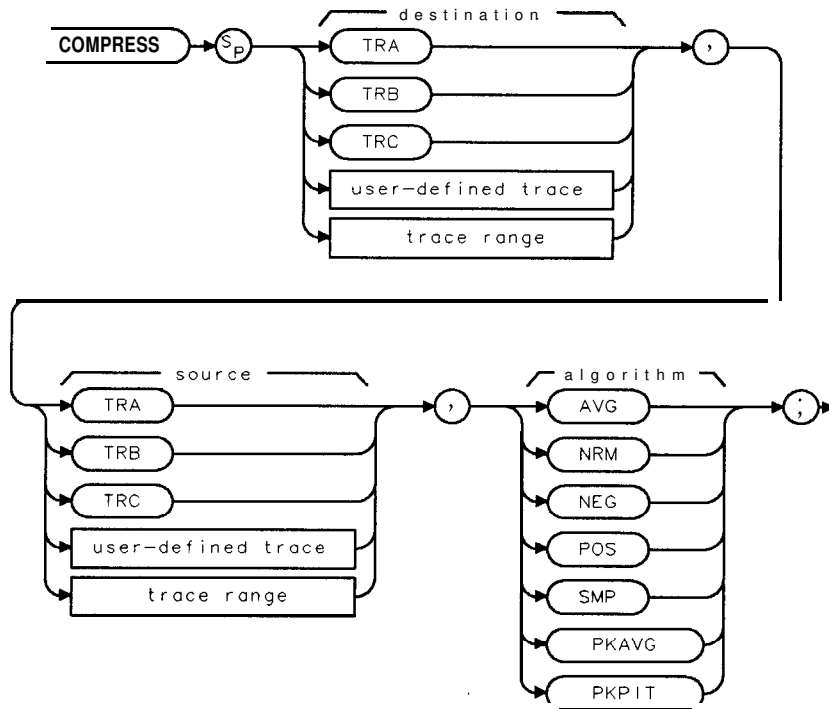 destination
COMPRESS SP TRA ,
TRB
TRC
user-defined trace
trace range
source algorithm
TRA , AVG ;
TRB NRM
TRC NEG
user-defined trace POS
trace range SMP
PKAVG
PKPIT